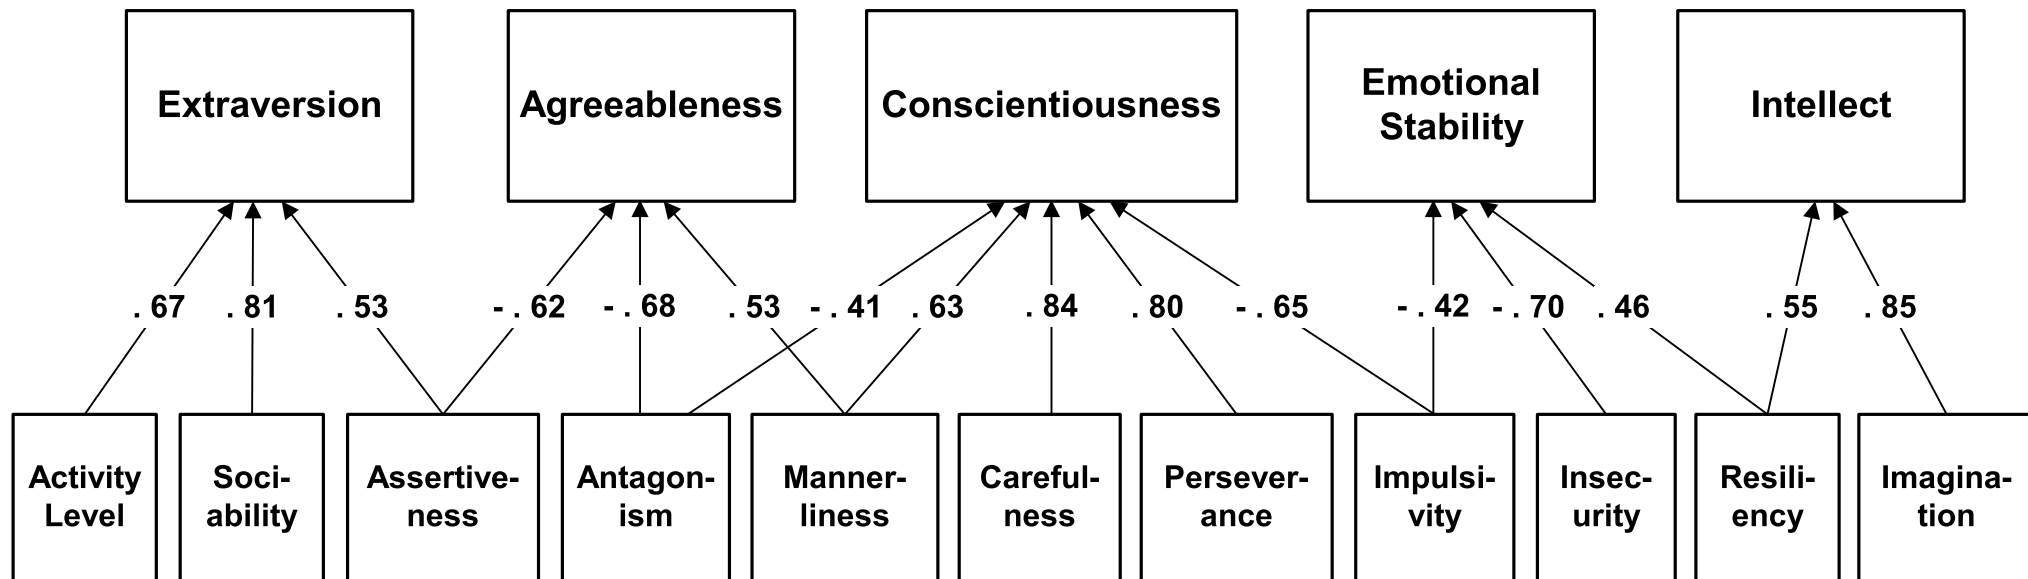 Extraversion
Agreeableness
Conscientiousness
Emotional
Stability
Intellect
. 67
. 81
. 53
- . 62
- . 68
. 53
- . 41
. 63
. 84
. 80
- . 65
- . 42
- . 70
. 46
. 55
. 85
Activity
Level
Soci-
ability
Assertive-
ness
Antagon-
ism
Manner-
liness
Careful-
ness
Persever-
ance
Impulsi-
vity
Insec-
urity
Resili-
ency
Imagina-
tion